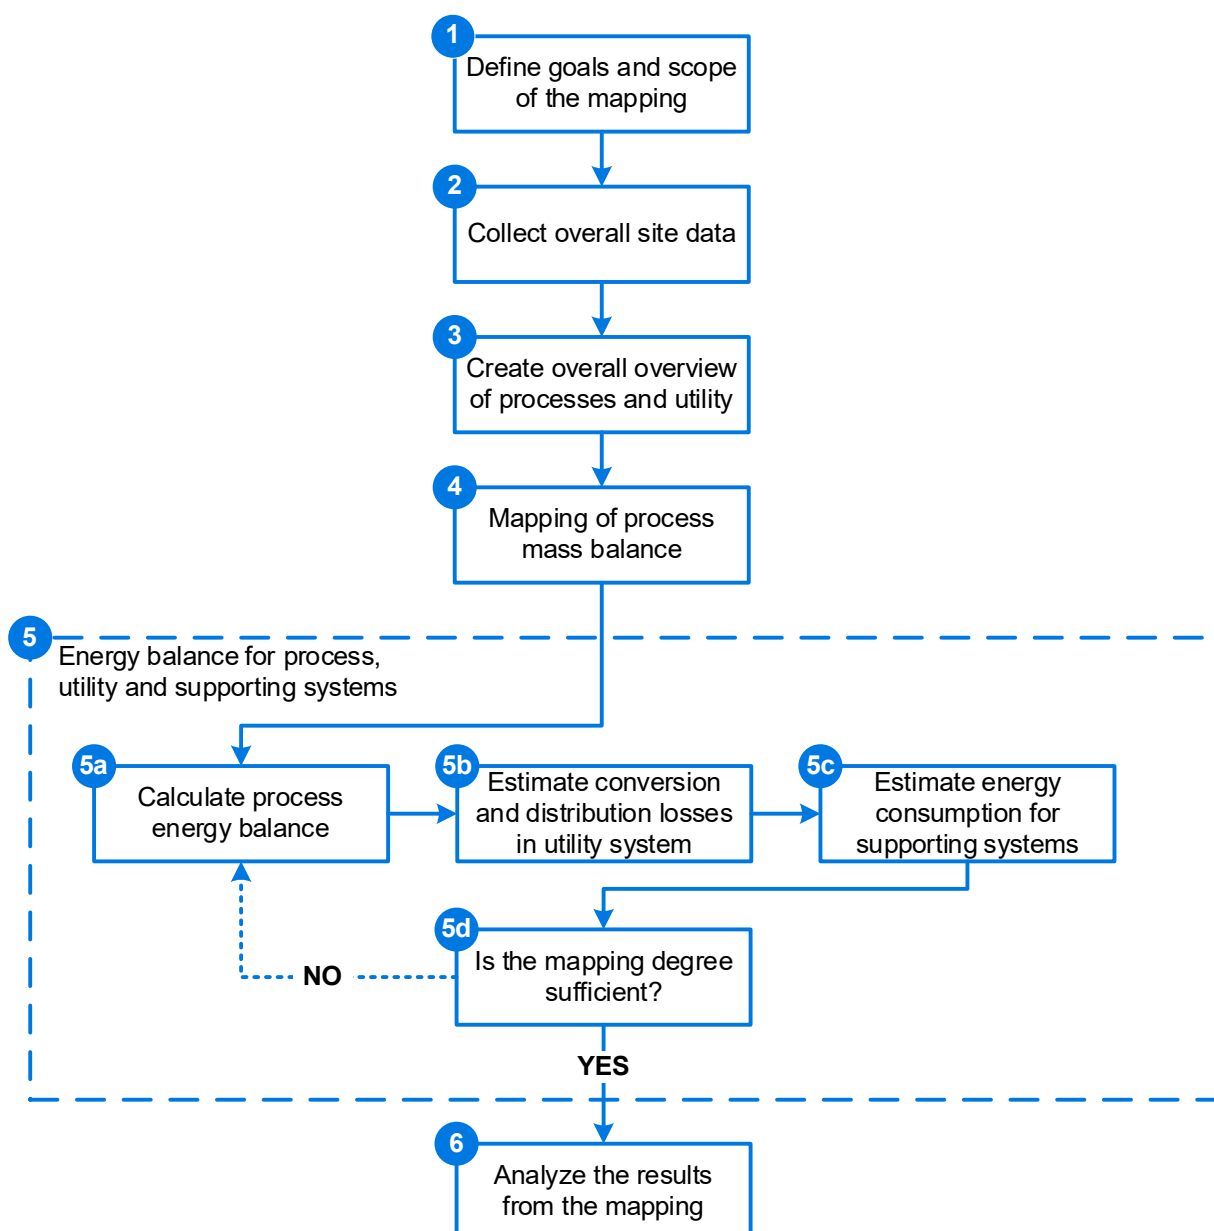 1
Define goals and scope
of the mapping
2
Collect overall site data
3
Create overall overview
of processes and utility
4
Mapping of process
mass balance
5
Energy balance for process,
utility and supporting systems
5a
Calculate process
energy balance
5b
Estimate conversion
and distribution losses
in utility system
5c
Estimate energy
consumption for
supporting systems
5d
Is the mapping degree
sufficient?
NO
YES
6
Analyze the results
from the mapping